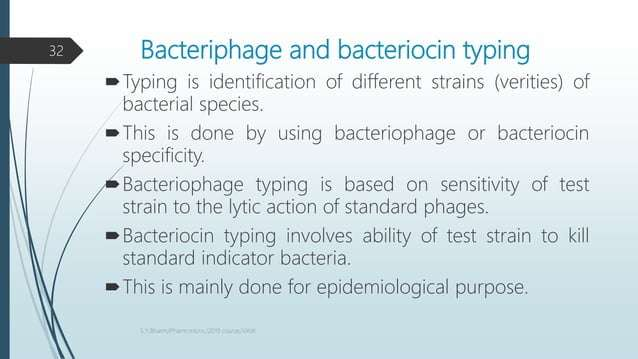 32
Bacteriphage and bacteriocin typing
Typing is identification of different strains (verities) of
bacterial species.
This is done by using bacteriophage or bacteriocin
specificity.
Bacteriophage typing is based on sensitivity of test
strain to the lytic action of standard phages.
Bacteriocin typing involves ability of test strain to kill
standard indicator bacteria.
This is mainly done for epidemiological purpose.